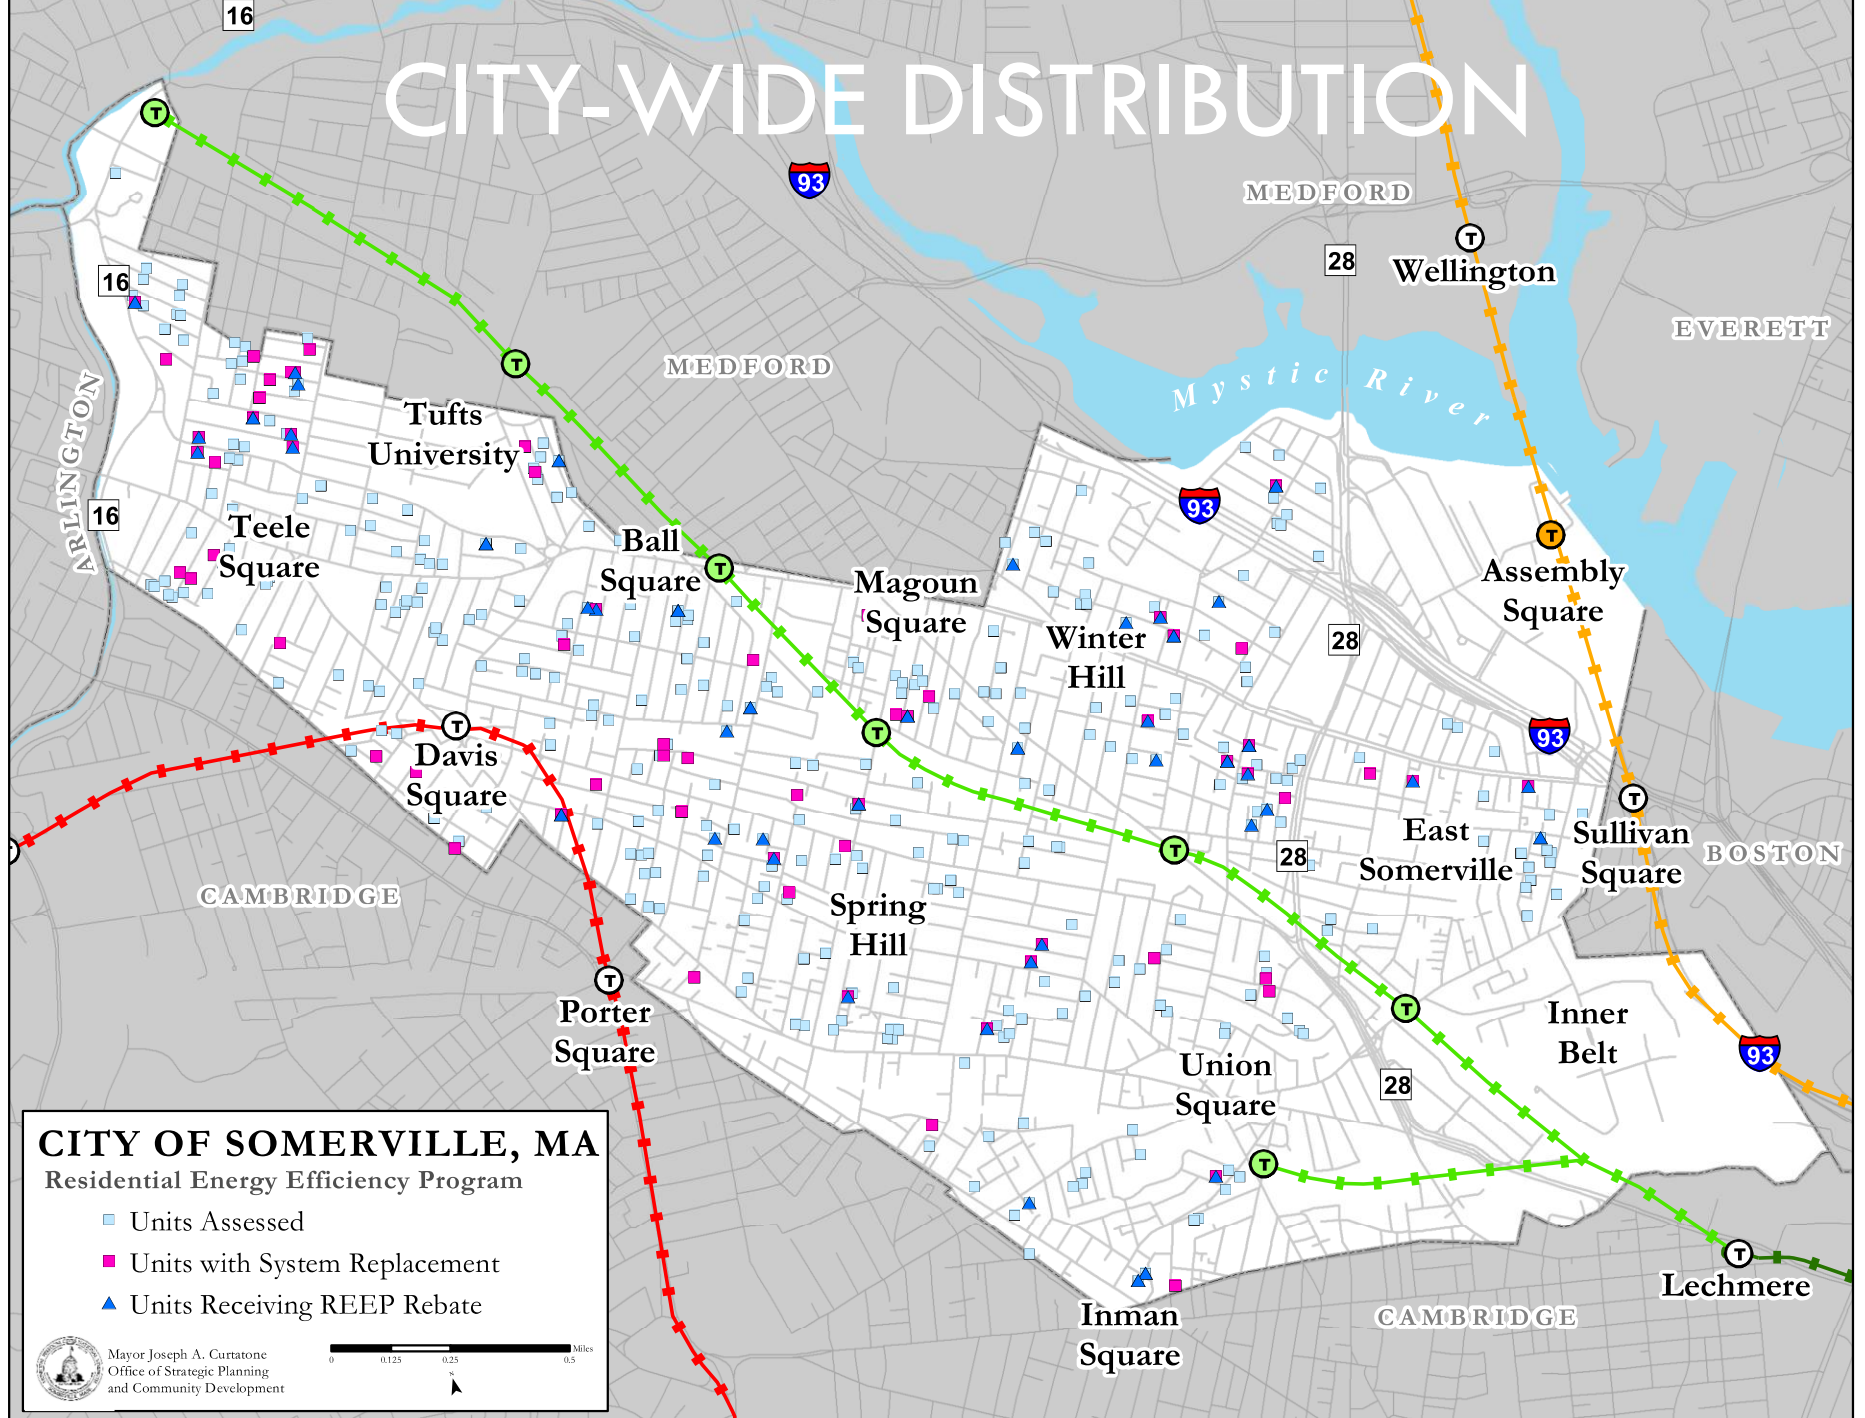 16
CITY-WIDE DISTRIBUTION
T
93
MEDFORD
T
28
Wellington
16
EVERETT
MEDFORD
T
Mystic River
ARLINGTON
Tufts
University
16
93
Teele
Square
Ball
Square
T
T
Assembly
Square
Magoun
Square
Winter
Hill
28
T
Davis
Square
T
93
T
Sullivan
Square
East
Somerville
T
28
BOSTON
CAMBRIDGE
Spring
Hill
T
Porter
Square
T
Inner
Belt
93
Union
Square
28
T
T
Lechmere
CAMBRIDGE
Inman
Square
CITY OF SOMERVILLE, MA
Residential Energy Efficiency Program
Units Assessed
Units with System Replacement
Units Receiving REEP Rebate
Mayor Joseph A. Curtatone
Office of Strategic Planning
and Community Development
0 0.125 0.25 0.5 Miles
N